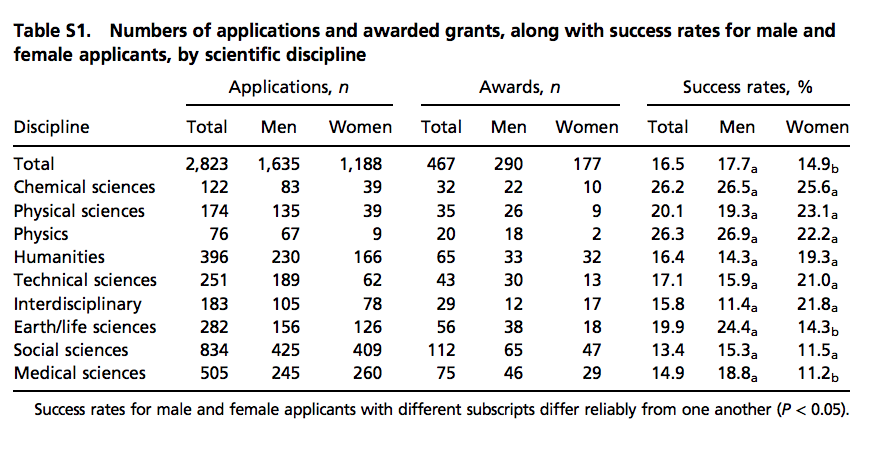 Table S1. Numbers of applications and awarded grants, along with success rates for male and
female applicants, by scientific discipline
Applications, n Awards, n Success rates, %
Discipline Total Men Women Total Men Women Total Men Women
Total 2,823 1,635 1,188 467 290 177 16.5 17.7a 14.9b
Chemical sciences 122 83 39 32 22 10 26.2 26.5a 25.6a
Physical sciences 174 135 39 35 26 9 20.1 19.3a 23.1a
Physics 76 67 9 20 18 2 26.3 26.9a 22.2a
Humanities 396 230 166 65 33 32 16.4 14.3a 19.3a
Technical sciences 251 189 62 43 30 13 17.1 15.9a 21.0a
Interdisciplinary 183 105 78 29 12 17 15.8 11.4a 21.8a
Earth/life sciences 282 156 126 56 38 18 19.9 24.4a 14.3b
Social sciences 834 425 409 112 65 47 13.4 15.3a 11.5a
Medical sciences 505 245 260 75 46 29 14.9 18.8a 11.2b
Success rates for male and female applicants with different subscripts differ reliably from one another (P < 0.05).